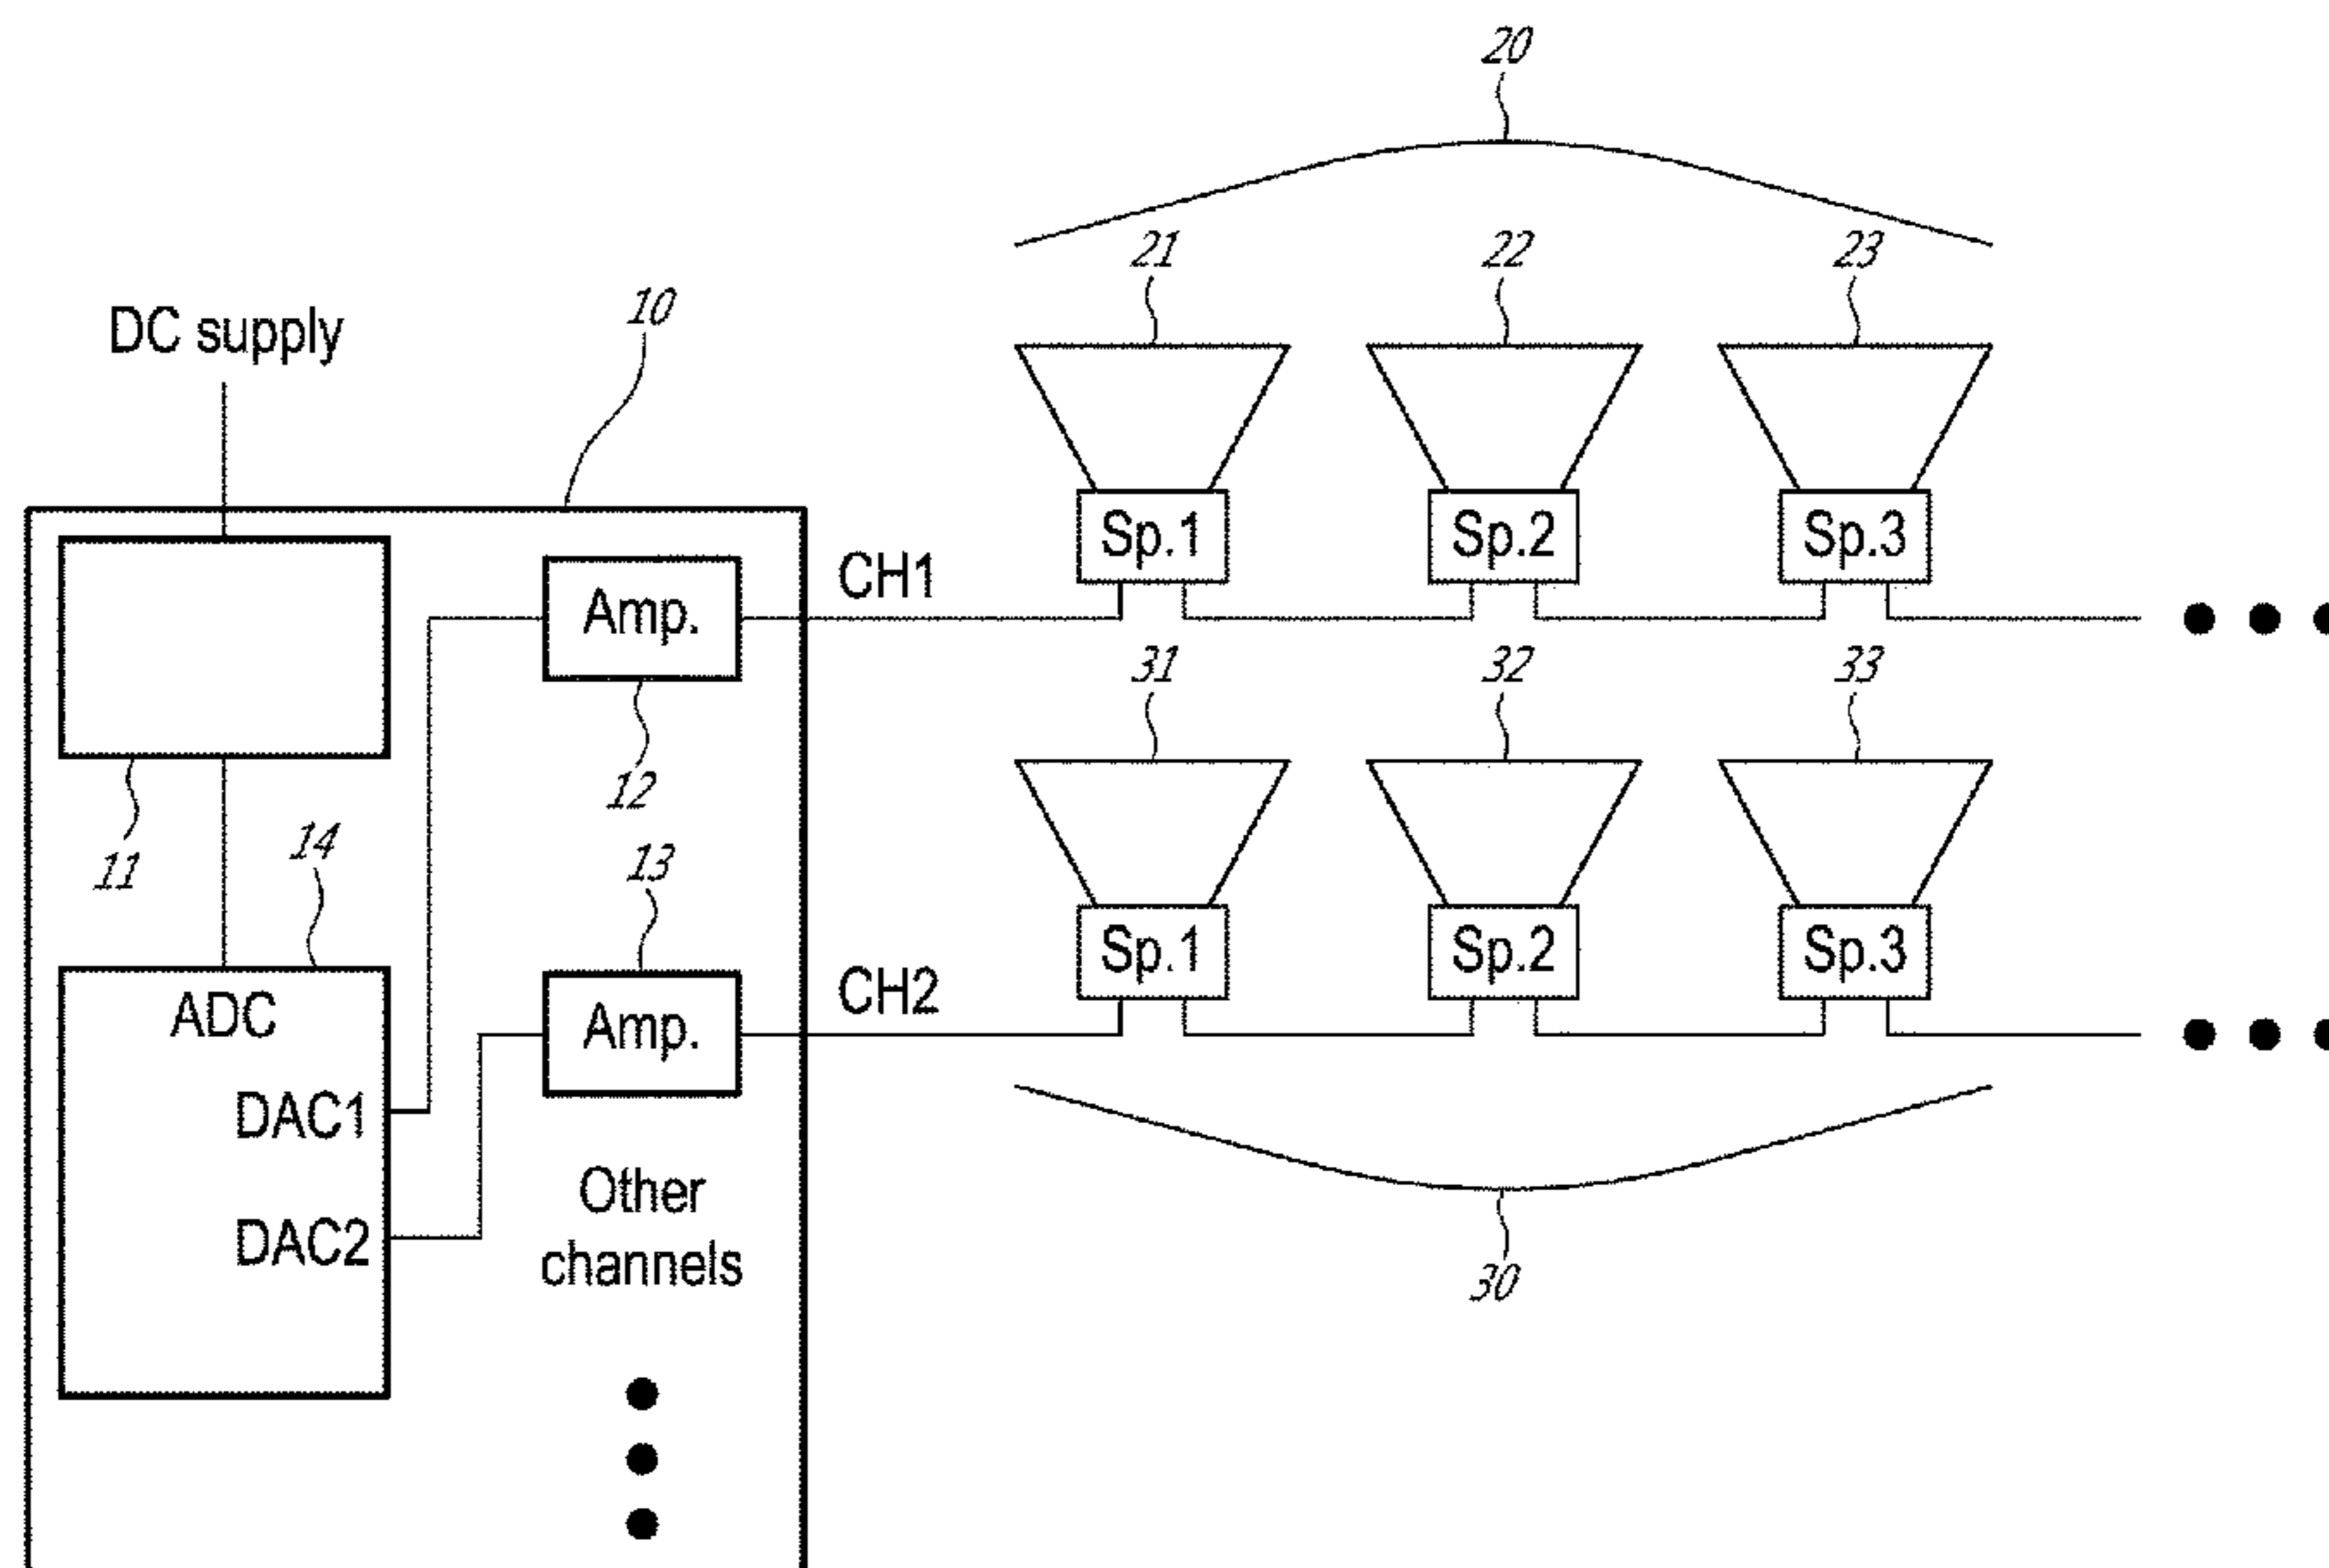 20
21
22
23
DC supply
10
Sp.1
Sp.2
Sp.3
CH1
Amp.
12
31
32
33
11
14
13
Sp.1
Sp.2
Sp.3
CH2
Amp.
ADC
DAC1
DAC2
Other
channels
30